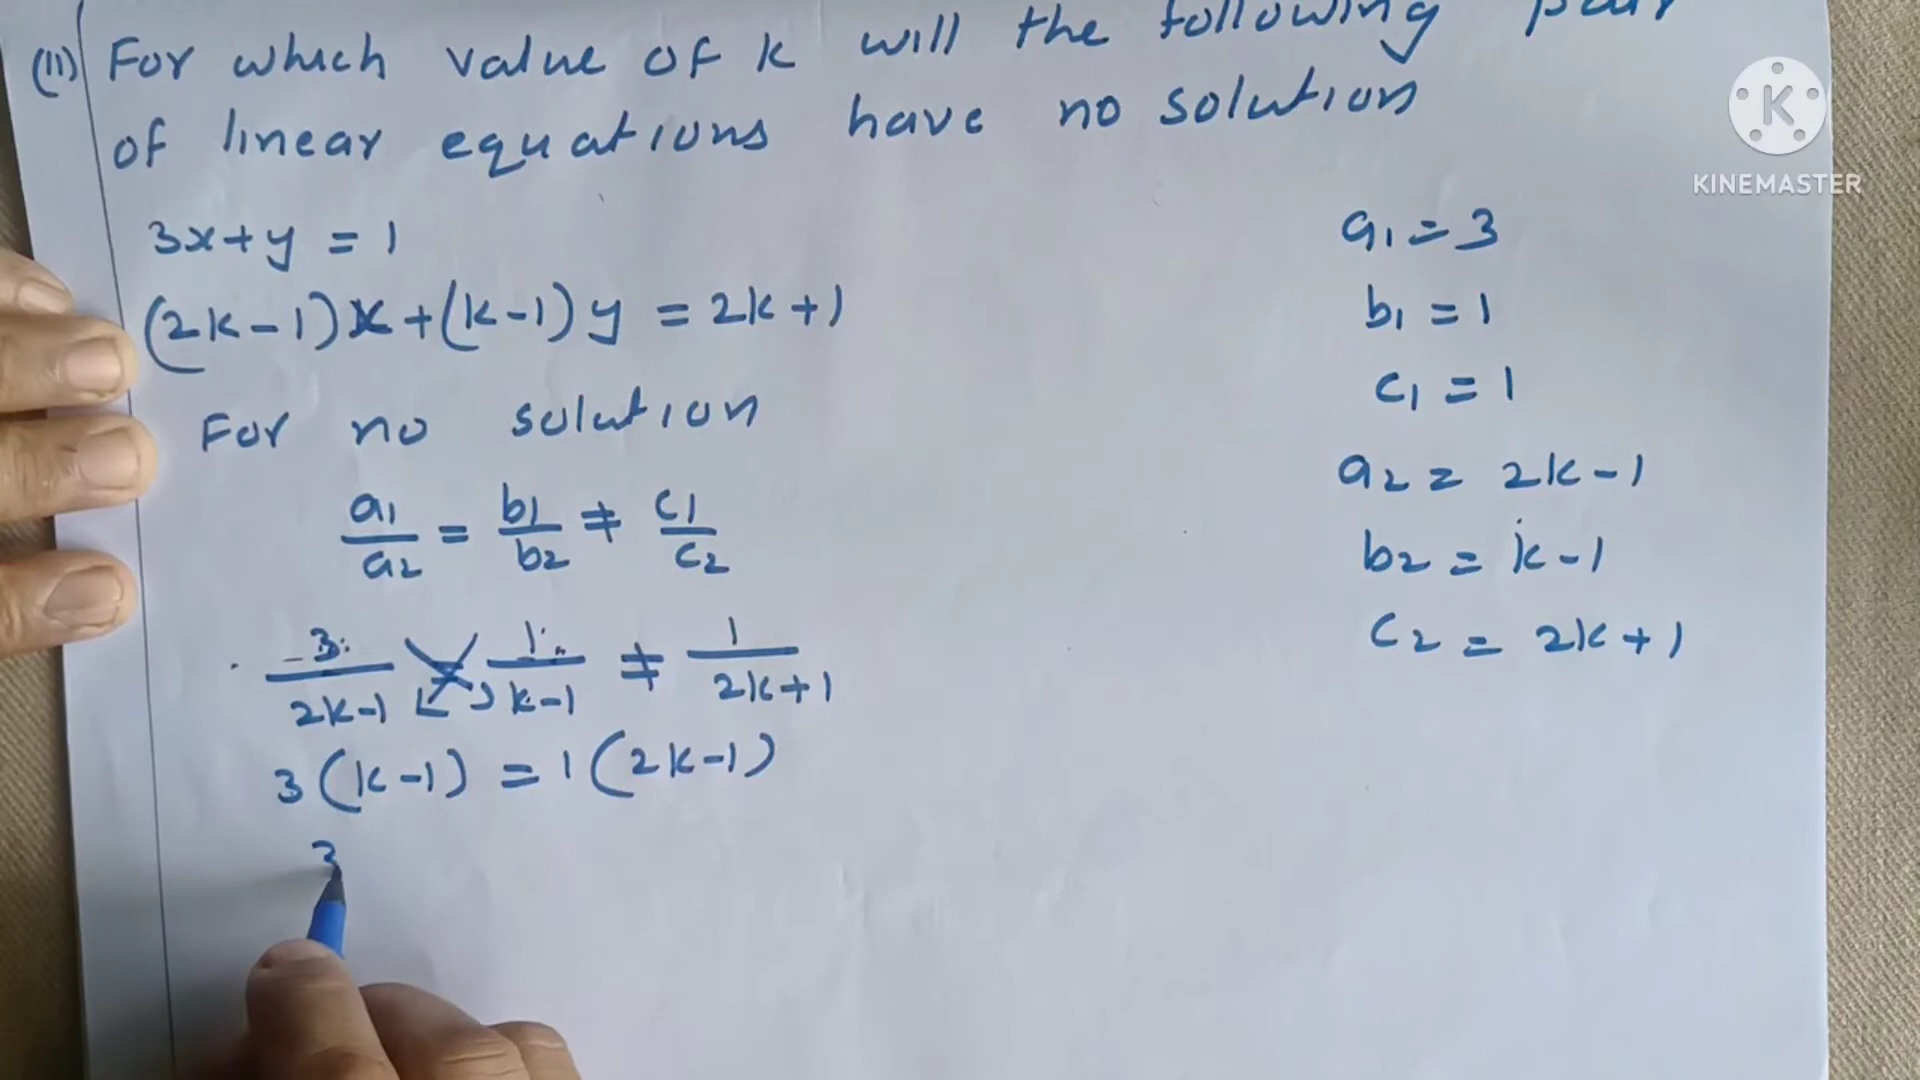 (11) For which value of k will the following pair
of linear equations have no solution
3x+y = 1
(2k-1)x+(k-1)y = 2k+1
For no solution
a1/a2 = b1/b2 ≠ c1/c2
3/2k-1 = 1/k-1 ≠ 1/2k+1
3(k-1) = 1(2k-1)
3
a1 = 3
b1 = 1
c1 = 1
a2 = 2k-1
b2 = k-1
c2 = 2k+1
K
KINEMASTER